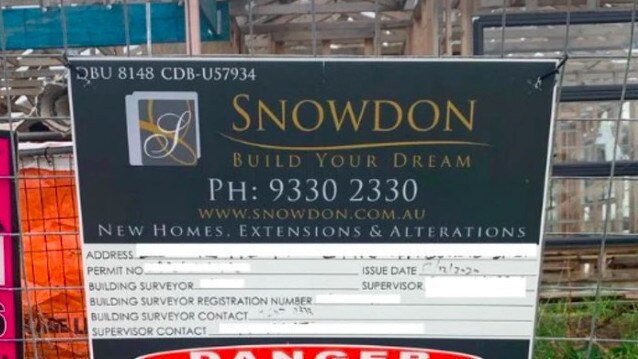 DBU 8148 CDB-U57934
S
SNOWDON
BUILD YOUR DREAM
PH: 9330 2330
WWW.SNOWDON.COM.AU
NEW HOMES, EXTENSIONS & ALTERATIONS
ADDRESS
PERMIT NO. ISSUE DATE
BUILDING SURVEYOR SUPERVISOR
BUILDING SURVEYOR REGISTRATION NUMBER
BUILDING SURVEYOR CONTACT
SUPERVISOR CONTACT
DANGER